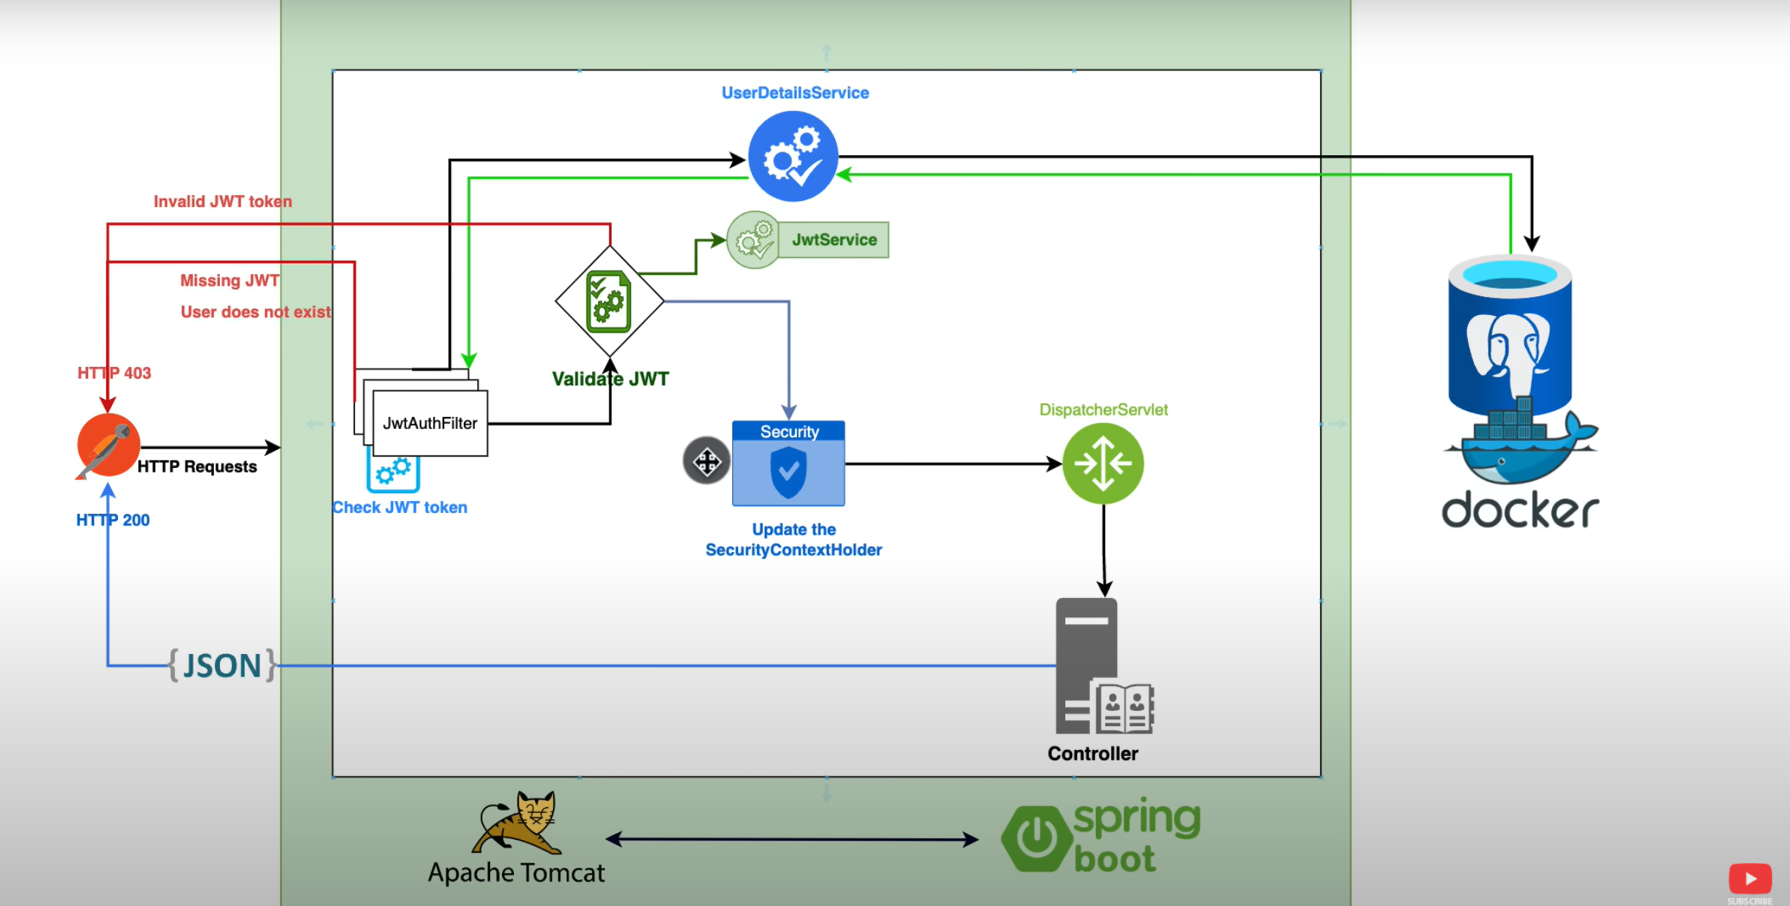 UserDetailsService
Invalid JWT token
JwtService
Missing JWT
User does not exist
HTTP 403
Validate JWT
JwtAuthFilter
DispatcherServlet
Security
HTTP Requests
Check JWT token
HTTP 200
Update the
SecurityContextHolder
docker
{JSON}
Controller
Apache Tomcat
spring
boot
SUBSCRIBE